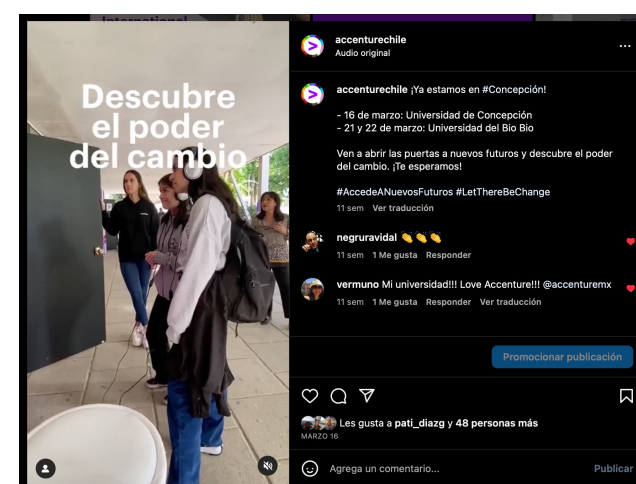 International
Descubre
el poder
del cambio
accenturechile
Audio original
accenturechile ¡Ya estamos en #Concepción!
- 16 de marzo: Universidad de Concepción
- 21 y 22 de marzo: Universidad del Bio Bio
Ven a abrir las puertas a nuevos futuros y descubre el poder
del cambio. ¡Te esperamos!
#AccedeANuevosFuturos #LetThereBeChange
11 sem Ver traducción
negruravidal 👏👏👏
11 sem 1 Me gusta Responder
vermuno Mi universidad!!! Love Accenture!!! @accenturemx
11 sem 1 Me gusta Responder Ver traducción
Promocionar publicación
Les gusta a pati_diazg y 48 personas más
MARZO 16
Agrega un comentario...
Publicar